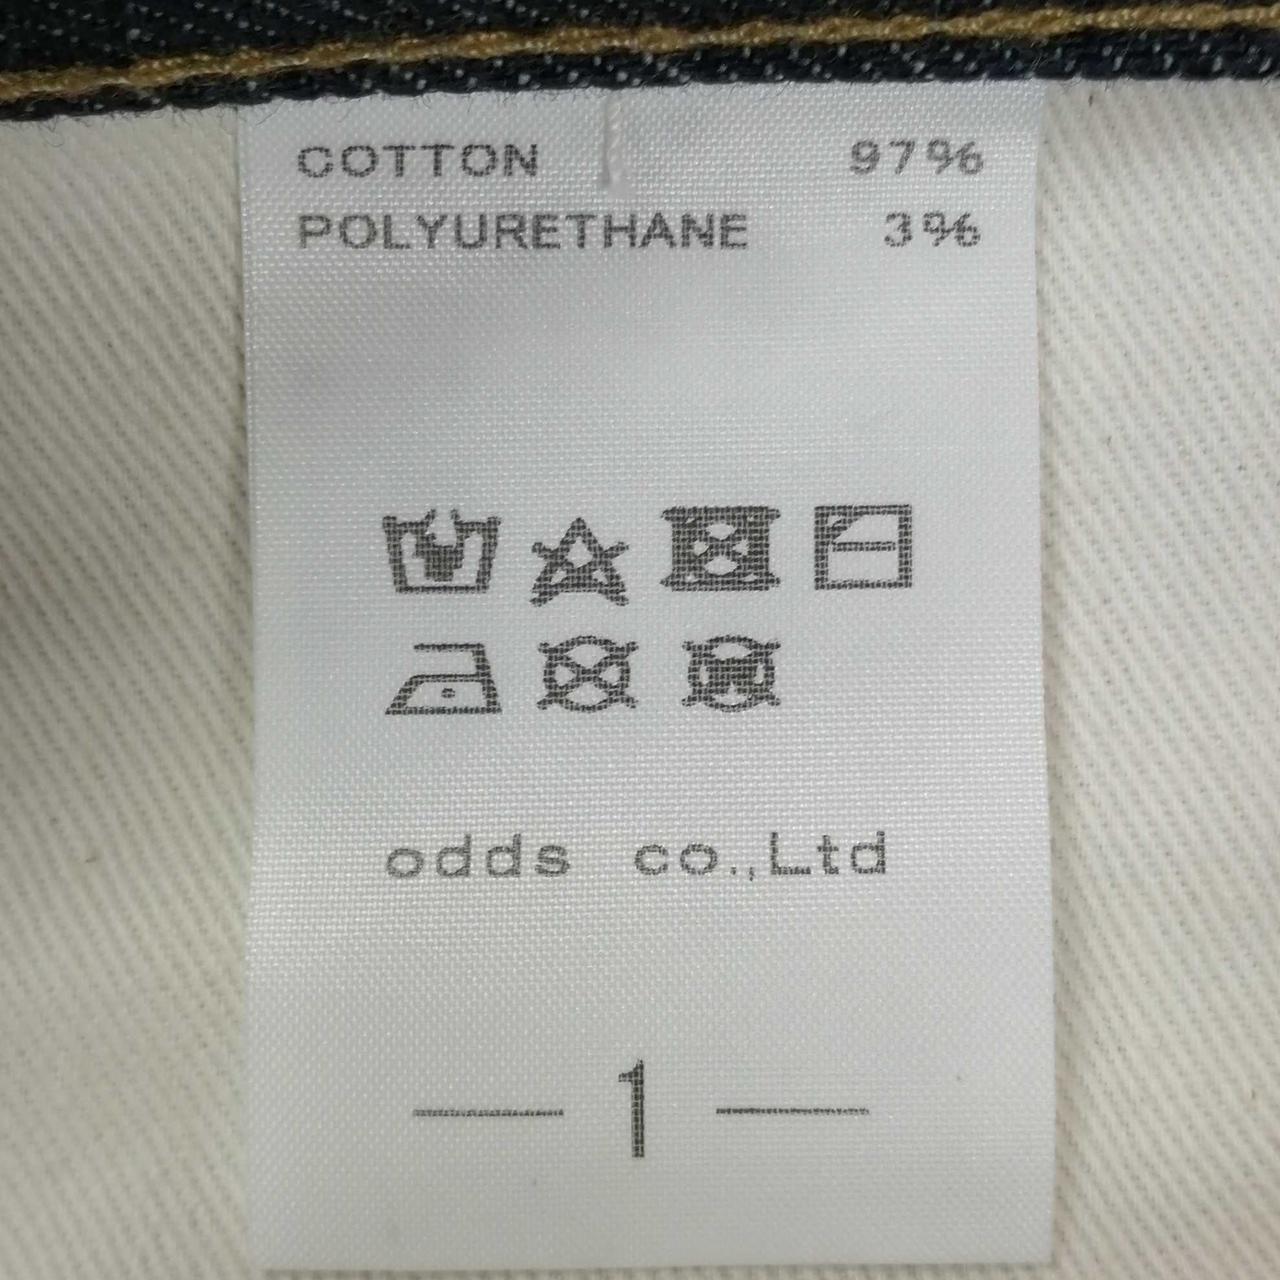 COTTON 97%
POLYURETHANE 3%
odds co.,Ltd
— 1 —